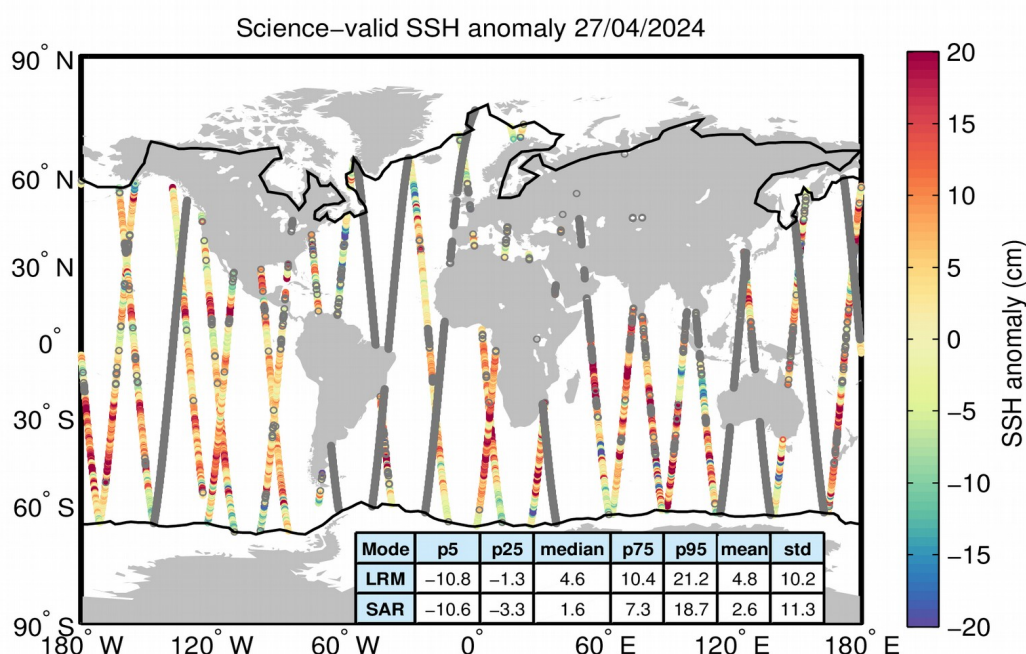 Science−valid SSH anomaly 27/04/2024
90° N
60° N
30° N
0°
30° S
60° S
90° S
180° W 120° W 60° W 0° 60° E 120° E 180° E
20
15
10
5
0
−5
−10
−15
−20
SSH anomaly (cm)
Mode p5 p25 median p75 p95 mean std
LRM −10.8 −1.3 4.6 10.4 21.2 4.8 10.2
SAR −10.6 −3.3 1.6 7.3 18.7 2.6 11.3